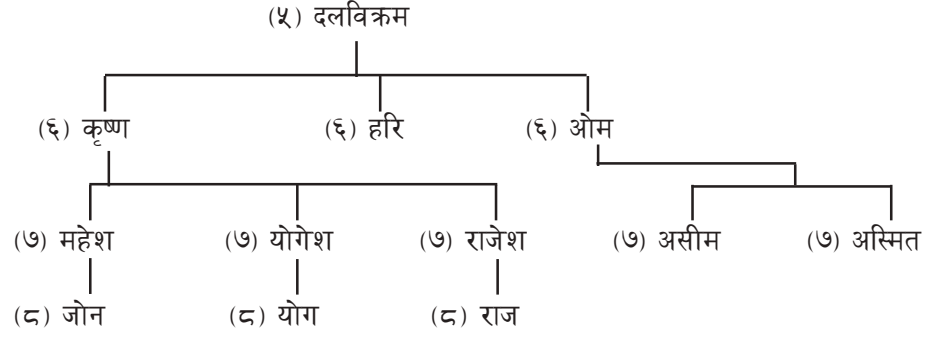 (५) दलविक्रम
(६) कृष्ण (६) हरि (६) ओम
(७) महेश (७) योगेश (७) राजेश (७) असीम (७) अस्मित
(८) जोन (८) योग (८) राज